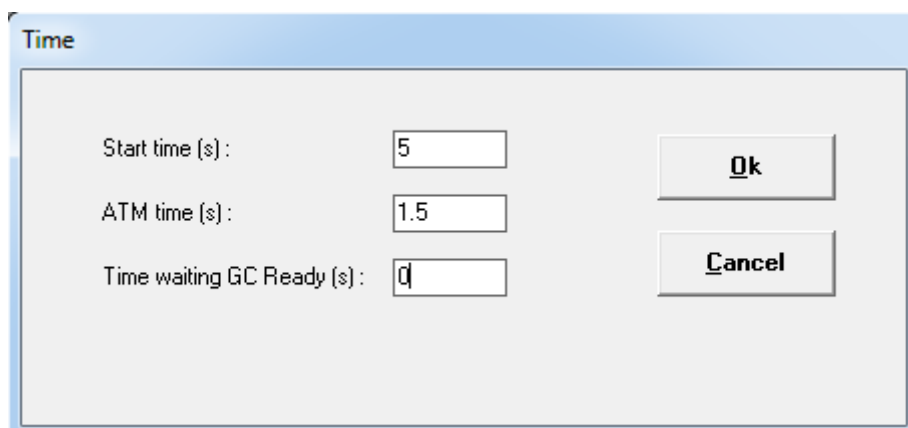 Time
Start time (s) :
5
Ok
ATM time (s) :
1.5
Time waiting GC Ready (s) :
0
Cancel